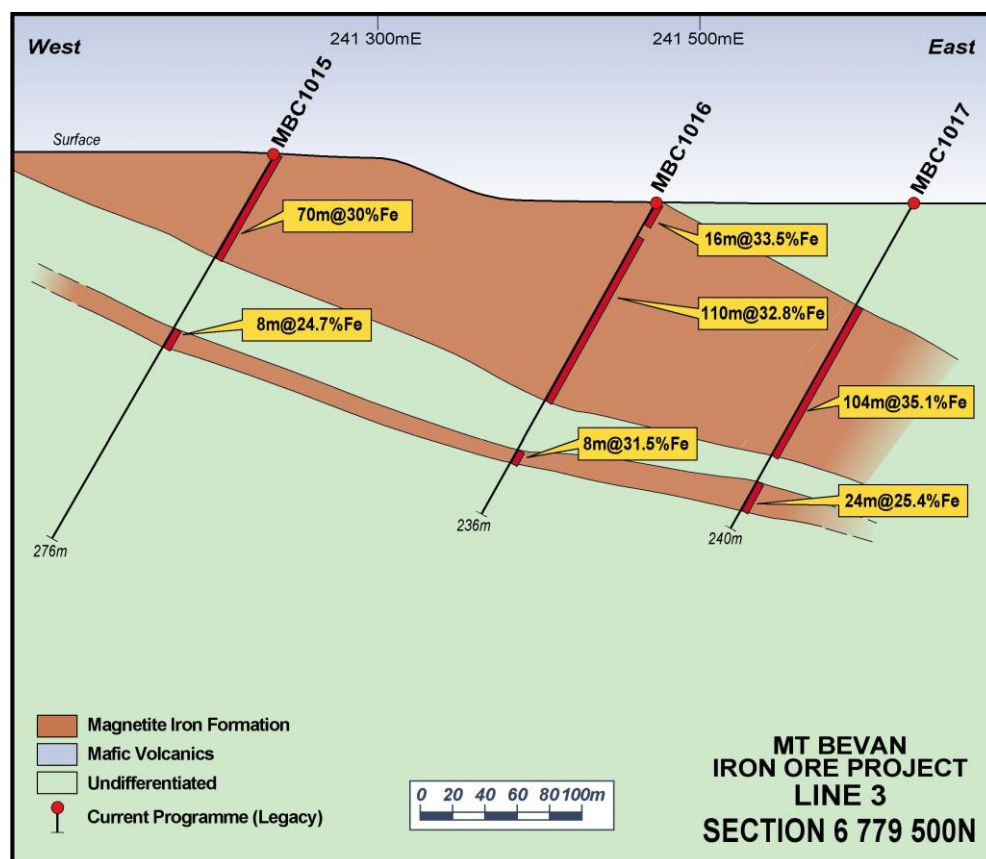 West
241 300mE
241 500mE
East
Surface
MBC1015
MBC1016
MBC1017
70m@30%Fe
16m@33.5%Fe
110m@32.8%Fe
8m@24.7%Fe
104m@35.1%Fe
8m@31.5%Fe
24m@25.4%Fe
276m
236m
240m
Magnetite Iron Formation
Mafic Volcanics
Undifferentiated
Current Programme (Legacy)
0 20 40 60 80 100m
MT BEVAN
IRON ORE PROJECT
LINE 3
SECTION 6 779 500N